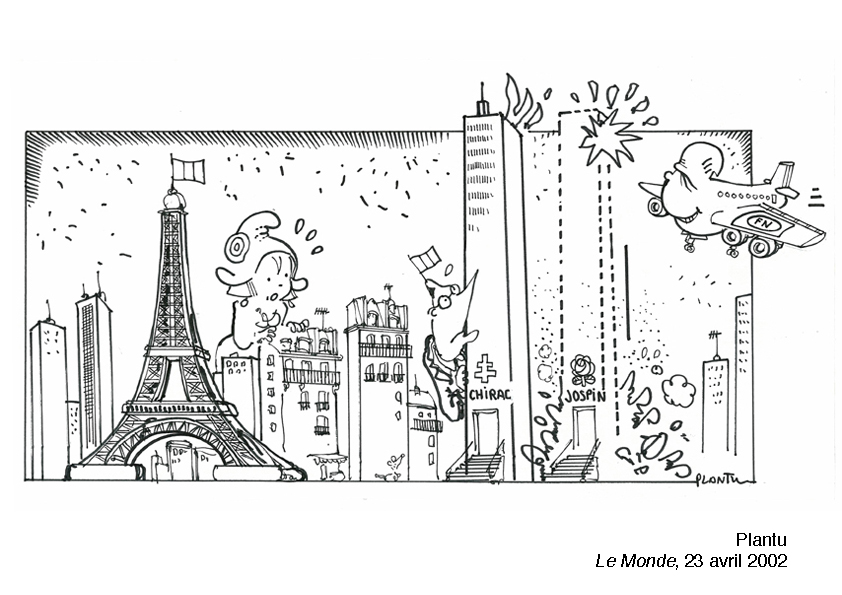 FN
CHIRAC
JOSPIN
PLANTU
Plantu
Le Monde, 23 avril 2002